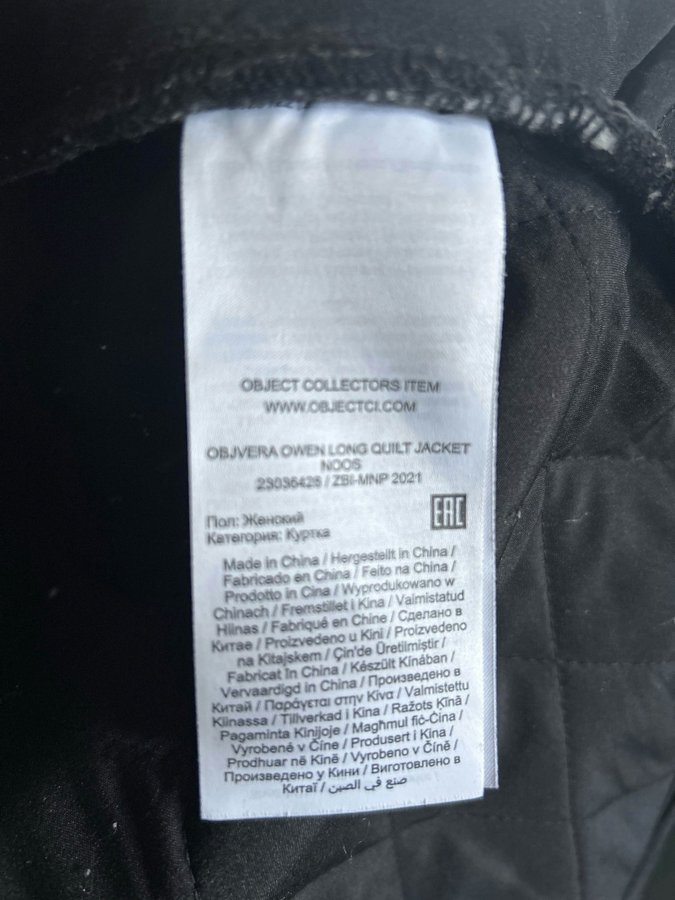 OBJECT COLLECTORS ITEM
WWW.OBJECTCI.COM
OBJVERA OWEN LONG QUILT JACKET
NOOS
23036426 / ZBI-MNP 2021
Пол: Женский
EAC
Категория: Куртка
Made in China / Hergestellt in China /
Fabricado en China / Feito na China /
Prodotto in Cina / Wyprodukowano w
Chinach / Fremstillet i Kina / Valmistatud
Hiinas / Fabriqué en Chine / Сделано в
Китае / Proizvedeno u Kini / Proizvedeno
na Kitajskem / Çin'de Üretilmiştir /
Fabricat în China / Készült Kínában /
Vervaardigd in China / Произведено в
Китай / Παράγεται στην Κίνα / Valmistettu
Kiinassa / Tillverkad i Kina / Ražots Ķīnā /
Pagaminta Kinijoje / Magħmul fiċ-Ċina /
Vyrobené v Číne / Produsert i Kina /
Prodhuar në Kinë / Vyrobeno v Číně /
Произведено у Кини / Виготовлено в
Китаї / صنع في الصين